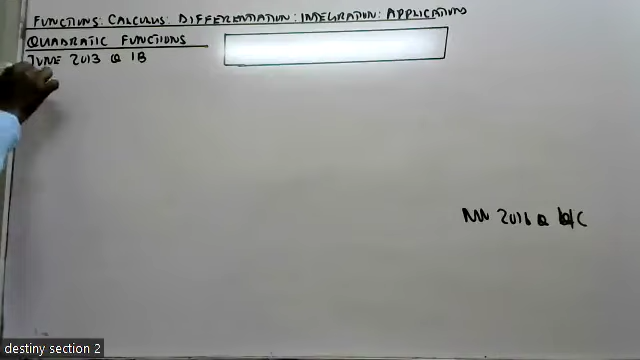 FUNCTIONS: CALCULUS: DIFFERENTIATION: INTEGRATION: APPLICATIONS
QUADRATIC FUNCTIONS
JUNE 2013 Q 1B
2016 Q
destiny section 2